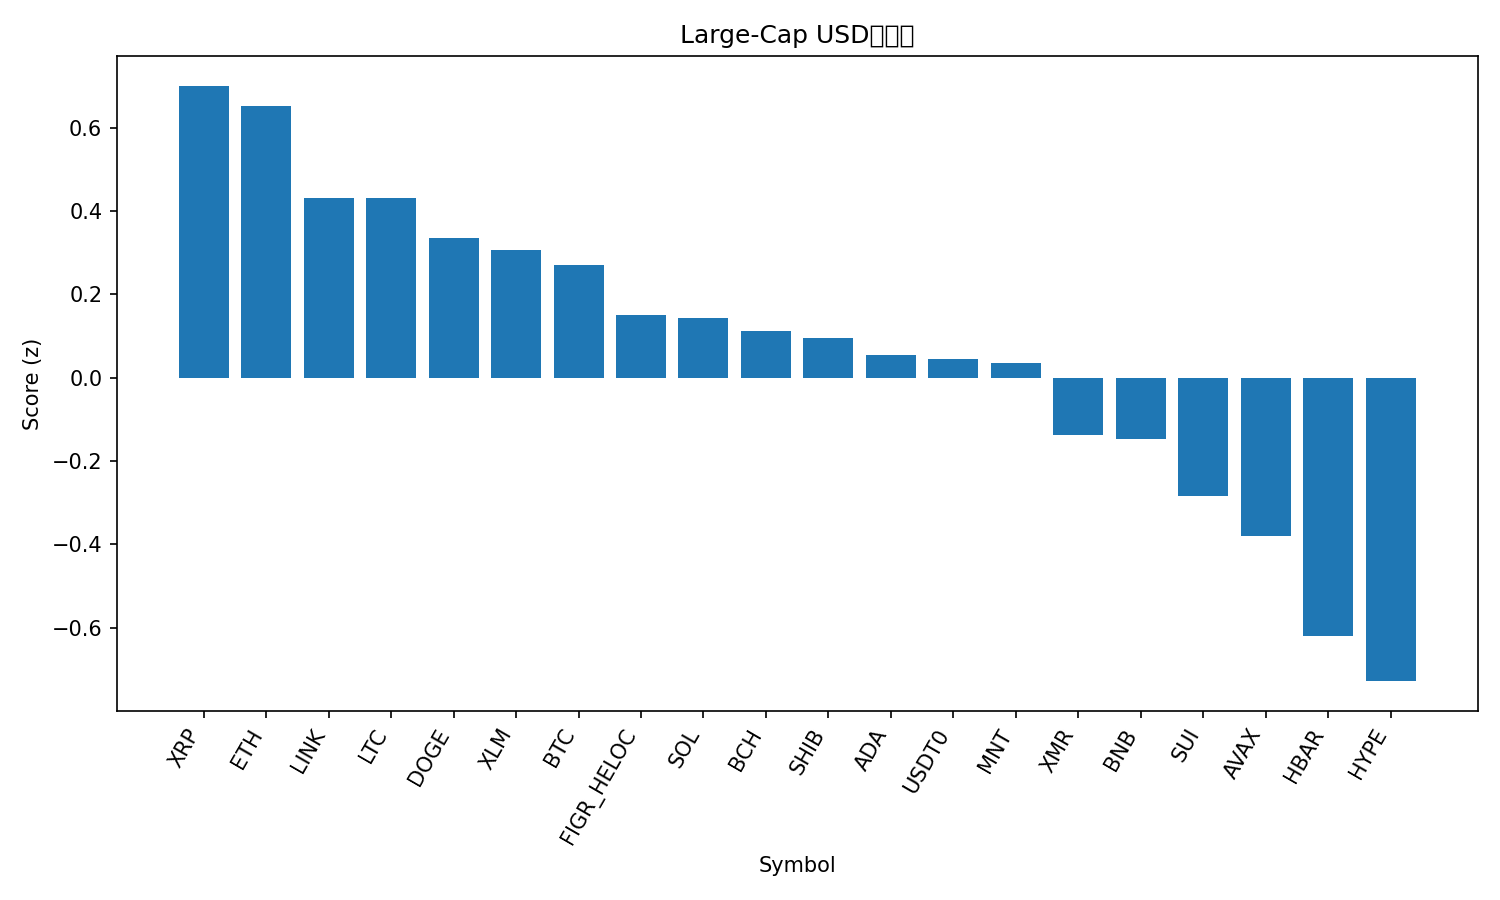 Large-Cap USD
Score (z)
0.6
0.4
0.2
0.0
−0.2
−0.4
−0.6
XRP
ETH
LINK
LTC
DOGE
XLM
BTC
FIGR_HELOC
SOL
BCH
SHIB
ADA
USDT0
MNT
XMR
BNB
SUI
AVAX
HBAR
HYPE
Symbol